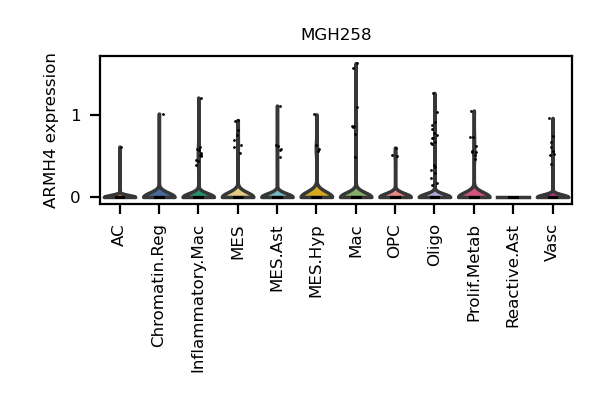 MGH258
ARMH4 expression
1
0
AC
Chromatin.Reg
Inflammatory.Mac
MES
MES.Ast
MES.Hyp
Mac
OPC
Oligo
Prolif.Metab
Reactive.Ast
Vasc